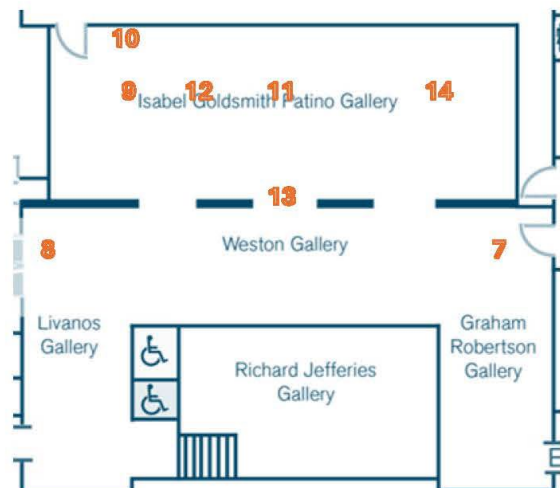 10
9
12
11
14
Isabel Goldsmith Patino Gallery
13
8
Weston Gallery
7
Livanos
Gallery
Graham
Robertson
Gallery
Richard Jefferies
Gallery